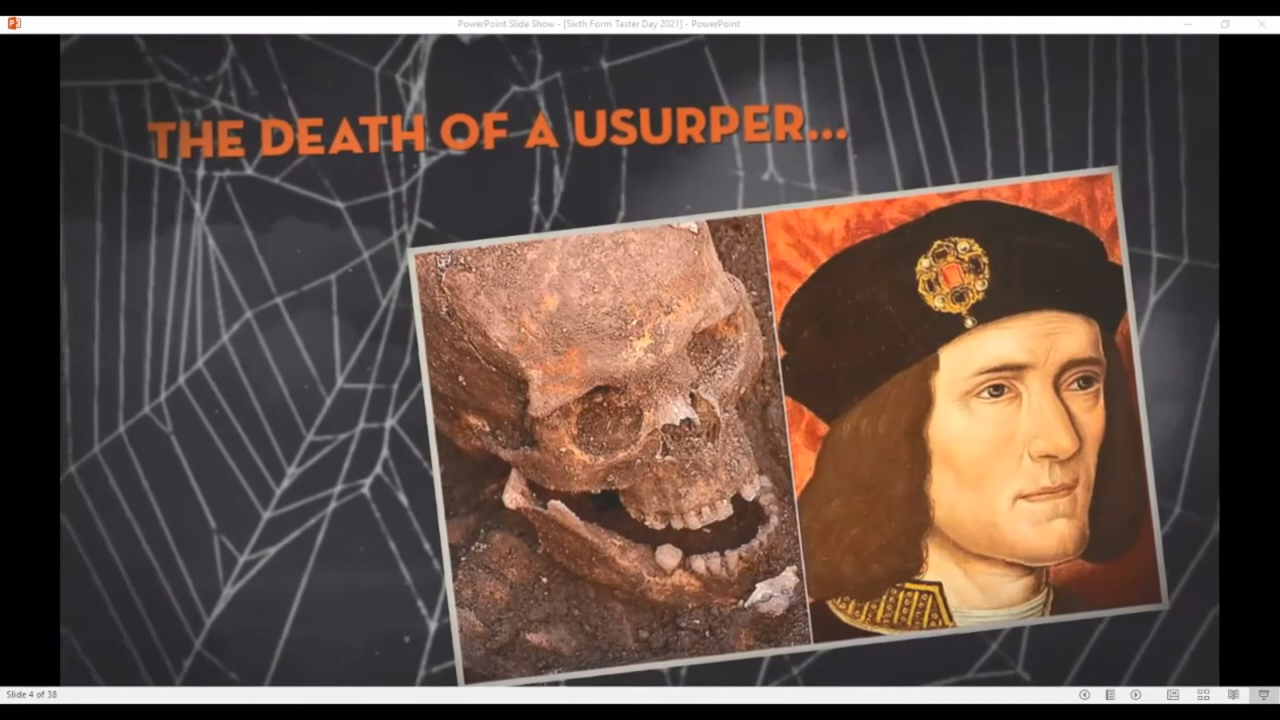 PowerPoint Slide Show - [Sixth Form Taster Day 2021] - PowerPoint
THE DEATH OF A USURPER...
Slide 4 of 38